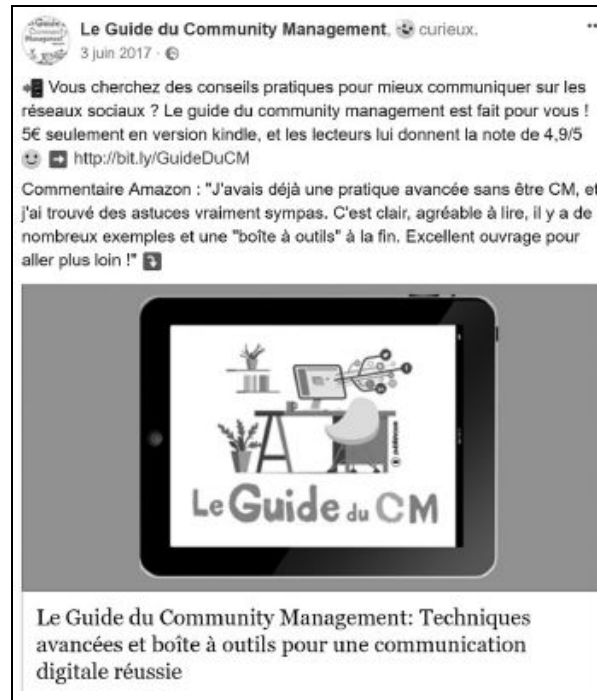 Le Guide du Community Management, 🤪 curieux.
3 juin 2017 ·
📲 Vous cherchez des conseils pratiques pour mieux communiquer sur les
réseaux sociaux ? Le guide du community management est fait pour vous !
5€ seulement en version kindle, et les lecteurs lui donnent la note de 4,9/5
🙂 ➡ http://bit.ly/GuideDuCM
Commentaire Amazon : "J'avais déjà une pratique avancée sans être CM, et
j'ai trouvé des astuces vraiment sympas. C'est clair, agréable à lire, il y a de
nombreux exemples et une "boîte à outils" à la fin. Excellent ouvrage pour
aller plus loin !" ⤵
Le Guide du CM
Le Guide du Community Management: Techniques
avancées et boîte à outils pour une communication
digitale réussie